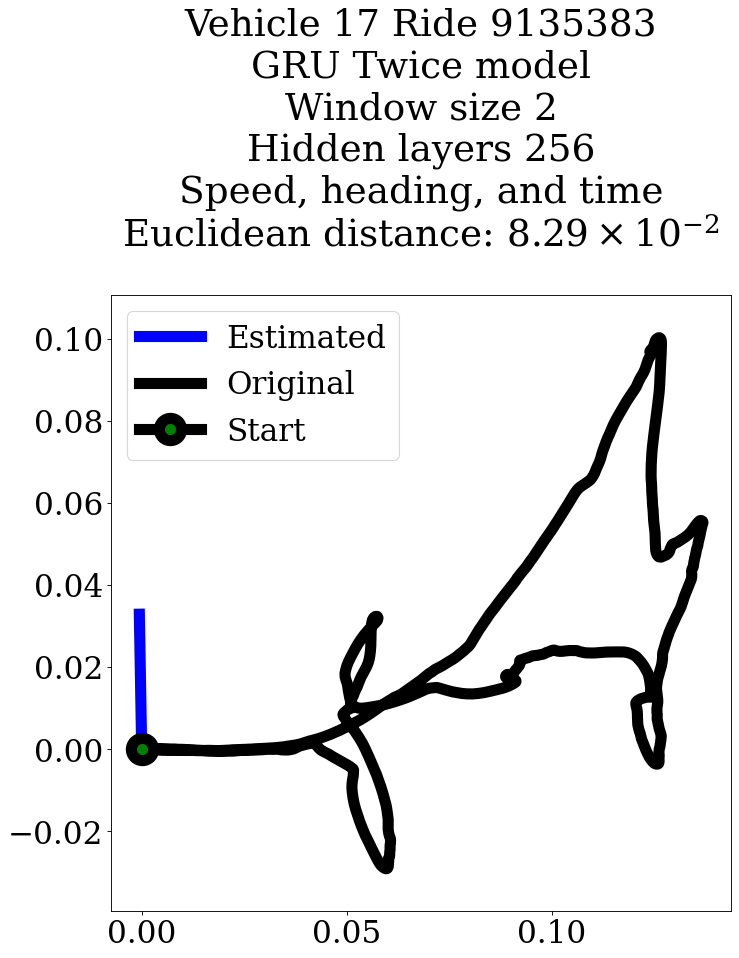 Vehicle 17 Ride 9135383
GRU Twice model
Window size 2
Hidden layers 256
Speed, heading, and time
Euclidean distance: 8.29 × 10⁻²
Estimated
Original
Start
0.10
0.08
0.06
0.04
0.02
0.00
−0.02
0.00 0.05 0.10